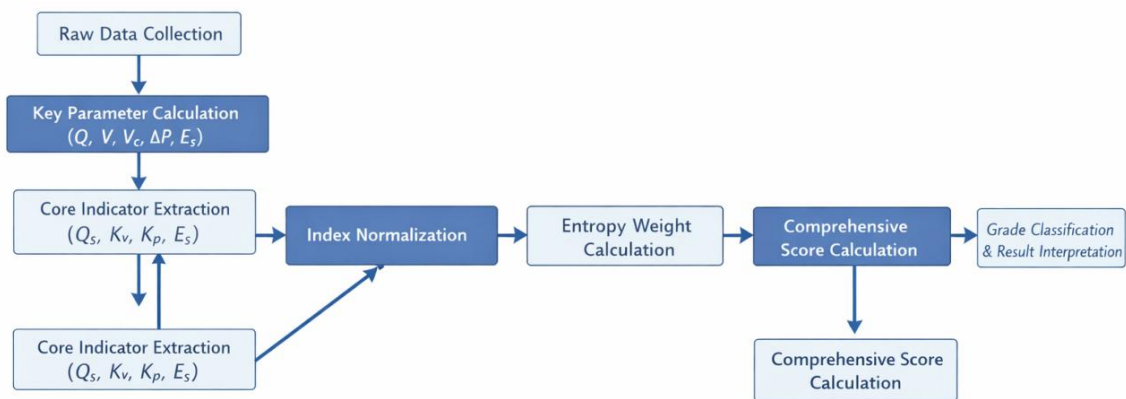 Raw Data Collection
Key Parameter Calculation
(Q, V, Vc, ΔP, Es)
Core Indicator Extraction
(Qs, Kv, Kp, Es)
Index Normalization
Entropy Weight
Calculation
Comprehensive
Score Calculation
Grade Classification
& Result Interpretation
Core Indicator Extraction
(Qs, Kv, Kp, Es)
Comprehensive Score
Calculation